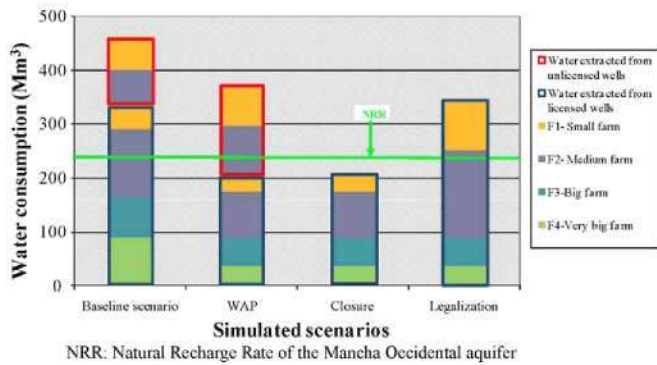 500
400
300
200
100
0
Water consumption (Mm³)
NRR
Baseline scenario
WAP
Closure
Legalization
Simulated scenarios
NRR: Natural Recharge Rate of the Mancha Occidental aquifer
Water extracted from
unlicensed wells
Water extracted from
licensed wells
F1- Small farm
F2- Medium farm
F3-Big farm
F4-Very big farm